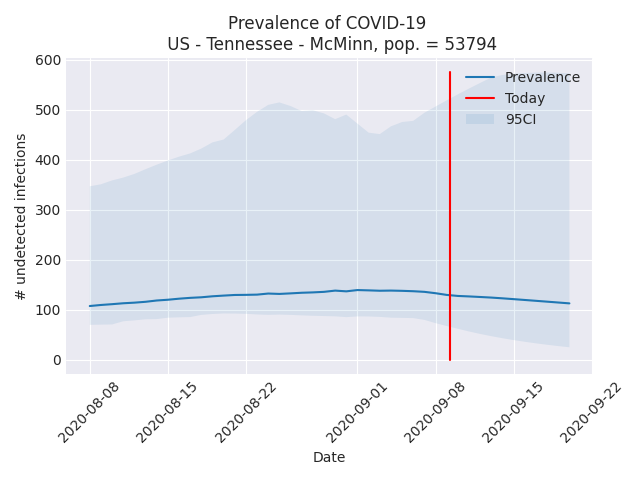 Prevalence of COVID-19
US - Tennessee - McMinn, pop. = 53794
600
500
400
300
200
100
0
# undetected infections
Prevalence
Today
95CI
2020-08-08
2020-08-15
2020-08-22
2020-09-01
2020-09-08
2020-09-15
2020-09-22
Date